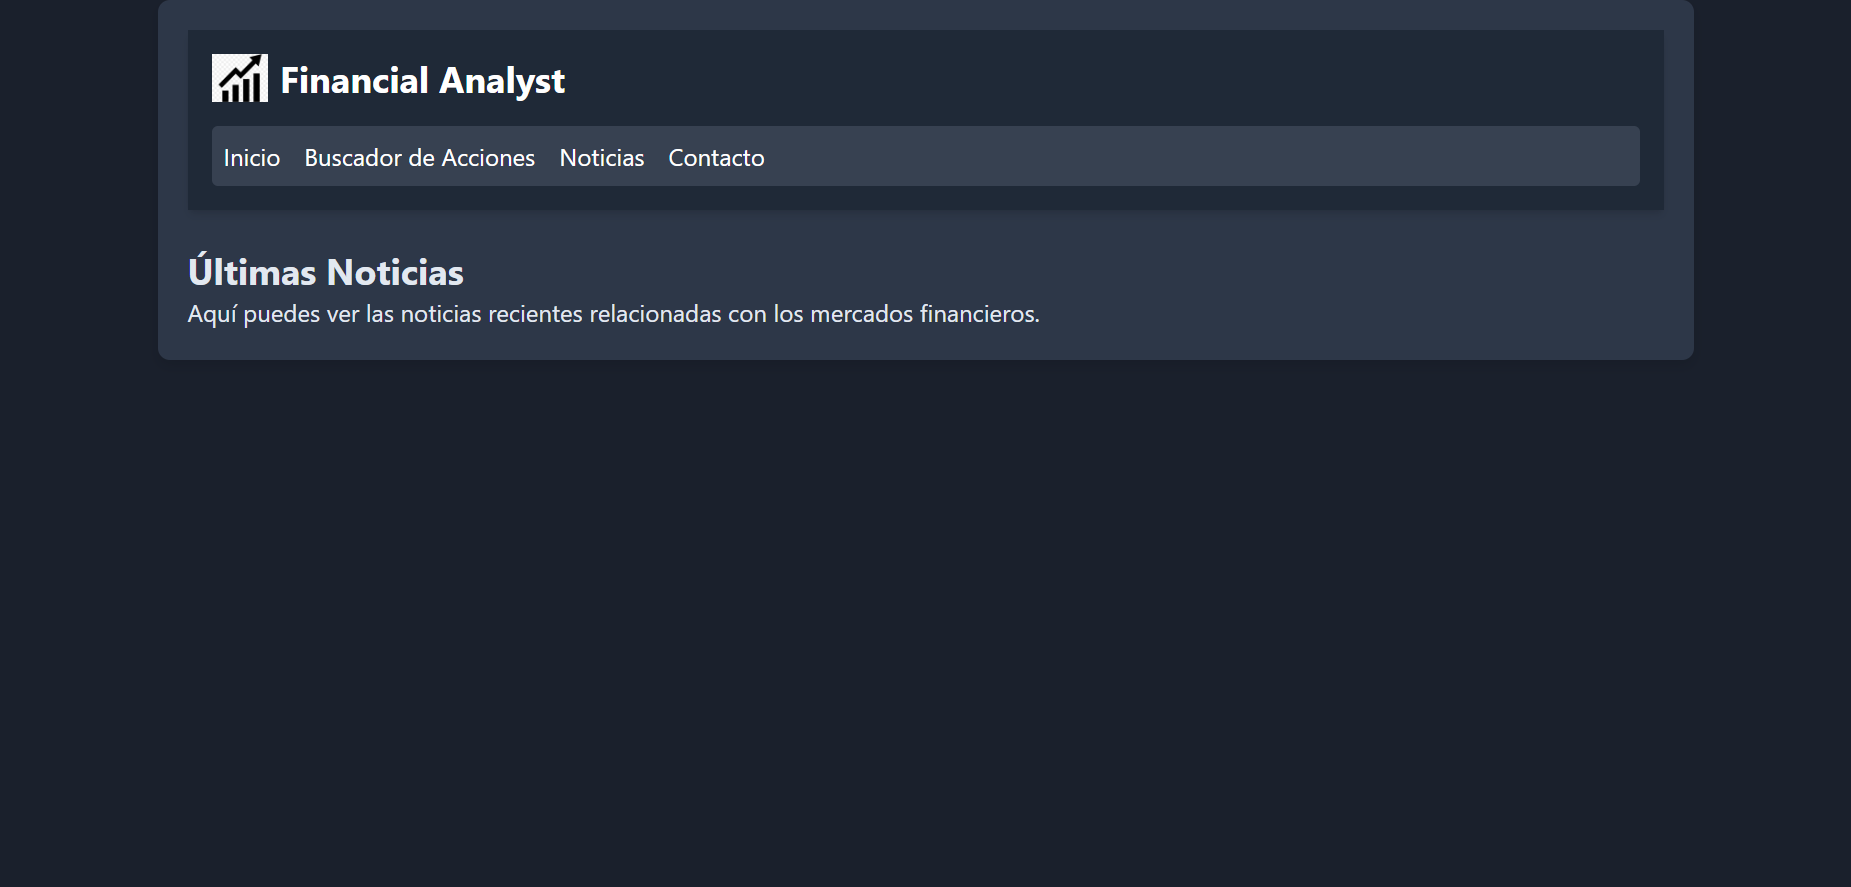 Financial Analyst
Inicio Buscador de Acciones Noticias Contacto
Últimas Noticias
Aquí puedes ver las noticias recientes relacionadas con los mercados financieros.